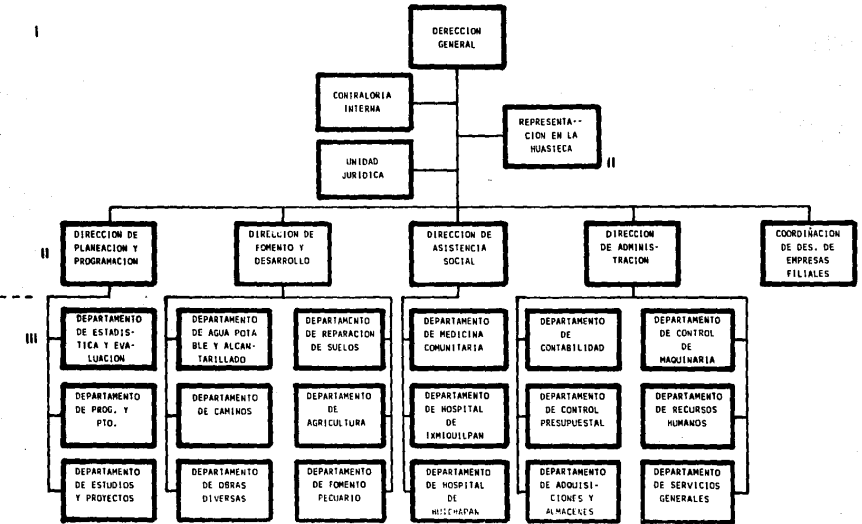 I
DERECCION
GENERAL
CONTRALORIA
INTERNA
REPRESENTA--
CION EN LA
HUASTECA
II
UNIDAD
JURIDICA
II
DIRECCION DE
PLANEACION Y
PROGRAMACION
DIRECCION DE
FOMENTO Y
DESARROLLO
DIRECCION DE
ASISTENCIA
SOCIAL
DIRECCION
DE ADMINIS-
TRACION
COORDINACION
DE DES. DE
EMPRESAS
FILIALES
III
DEPARTAMENTO
DE ESTADIS-
TICA Y EVA-
LUACION
DEPARTAMENTO
DE AGUA POTA
BLE Y ALCAN-
TARILLADO
DEPARTAMENTO
DE REPARACION
DE SUELOS
DEPARTAMENTO
DE MEDICINA
COMUNITARIA
DEPARTAMENTO
DE
CONTABILIDAD
DEPARTAMENTO
DE CONTROL
DE
MAQUINARIA
DEPARTAMENTO
DE PROG. Y
PTO.
DEPARTAMENTO
DE CAMINOS
DEPARTAMENTO
DE
AGRICULTURA
DEPARTAMENTO
DE HOSPITAL
DE
IXMIQUILPAN
DEPARTAMENTO
DE CONTROL
PRESUPUESTAL
DEPARTAMENTO
DE RECURSOS
HUMANOS
DEPARTAMENTO
DE ESTUDIOS
Y PROYECTOS
DEPARTAMENTO
DE OBRAS
DIVERSAS
DEPARTAMENTO
DE FOMENTO
PECUARIO
DEPARTAMENTO
DE HOSPITAL
DE
HUICHAPAN
DEPARTAMENTO
DE ADQUISI-
CIONES Y
ALMACENES
DEPARTAMENTO
DE SERVICIOS
GENERALES